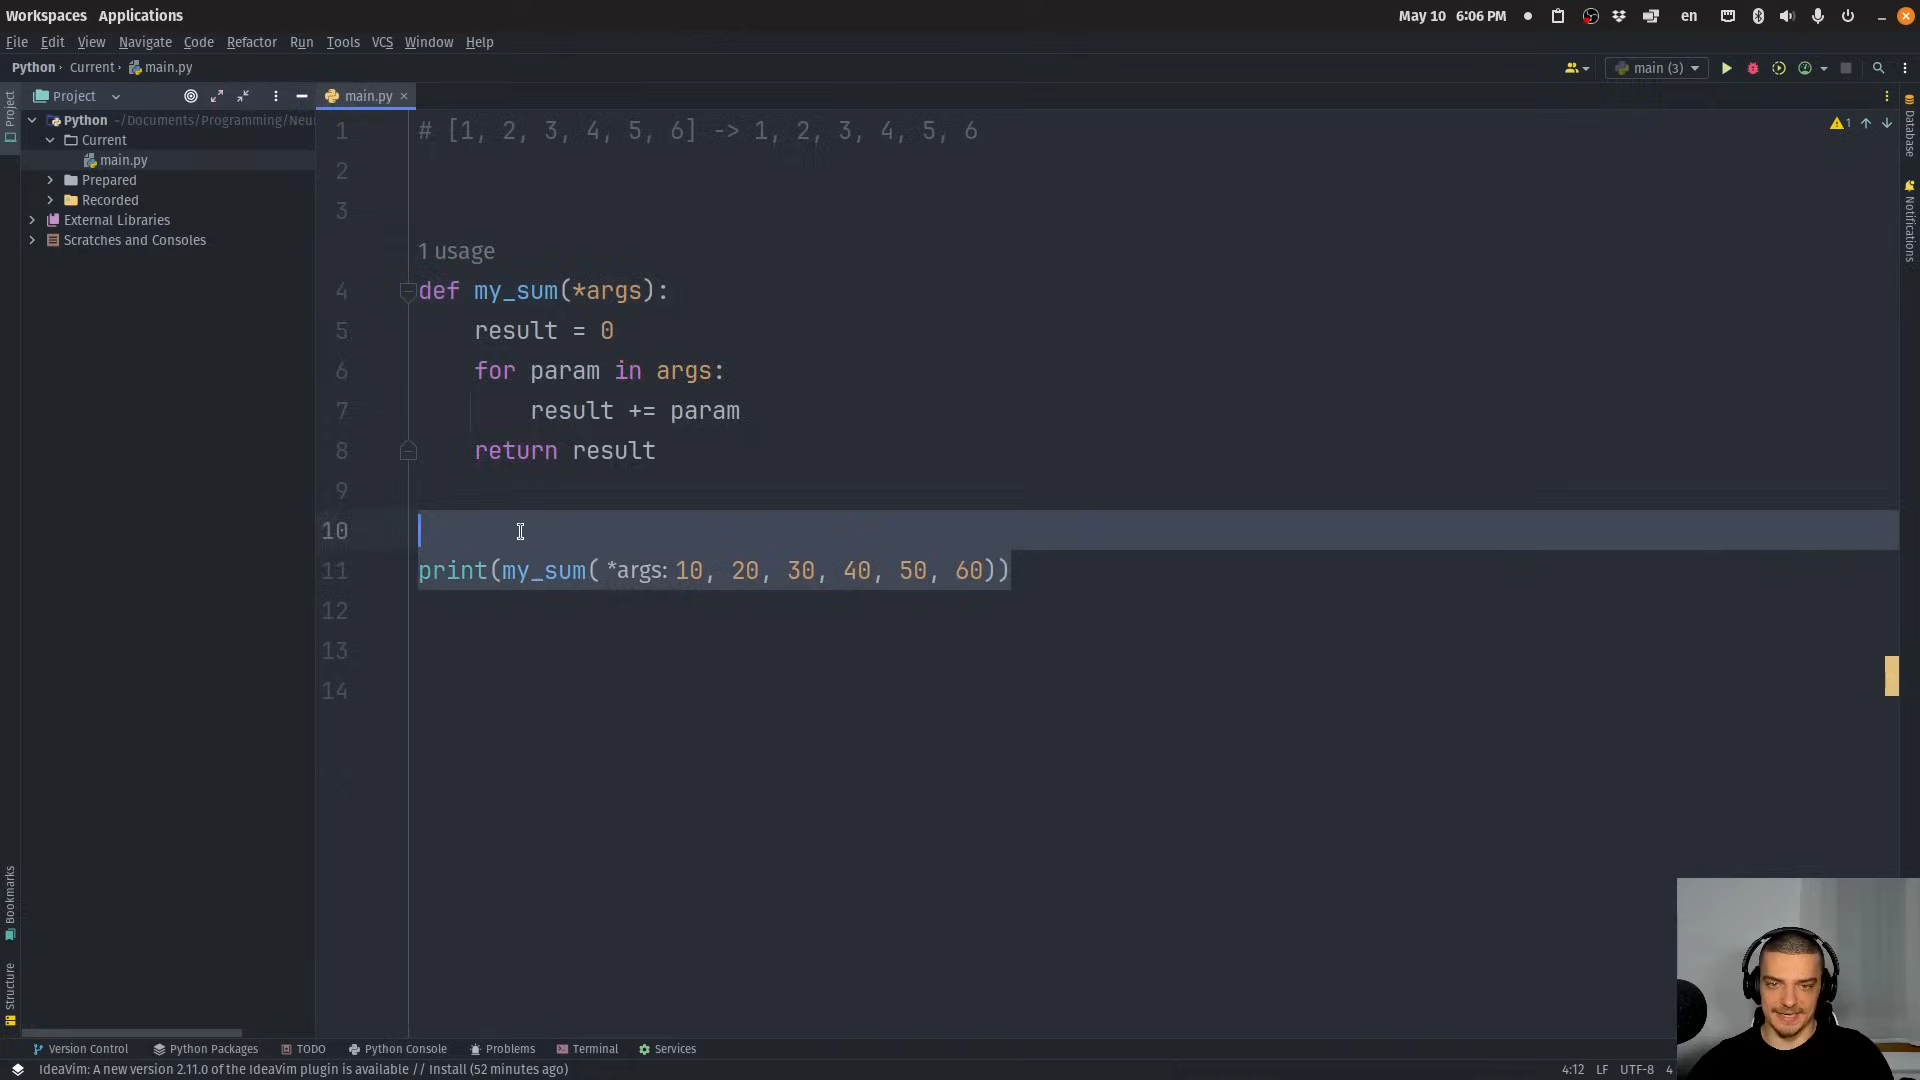 Workspaces Applications
May 10 6:06 PM
en
File Edit View Navigate Code Refactor Run Tools VCS Window Help
Python Current main.py
main (3)
Project
Project
main.py
Python ~/Documents/Programming/Neu
Current
main.py
Prepared
Recorded
External Libraries
Scratches and Consoles
1 # [1, 2, 3, 4, 5, 6] -> 1, 2, 3, 4, 5, 6
2
3
1 usage
4 def my_sum(*args):
5 result = 0
6 for param in args:
7 result += param
8 return result
9
10
11 print(my_sum( *args: 10, 20, 30, 40, 50, 60))
12
13
14
1
Database
Notifications
Bookmarks
Structure
Version Control Python Packages TODO Python Console Problems Terminal Services
IdeaVim: A new version 2.11.0 of the IdeaVim plugin is available // Install (52 minutes ago)
4:12 LF UTF-8 4